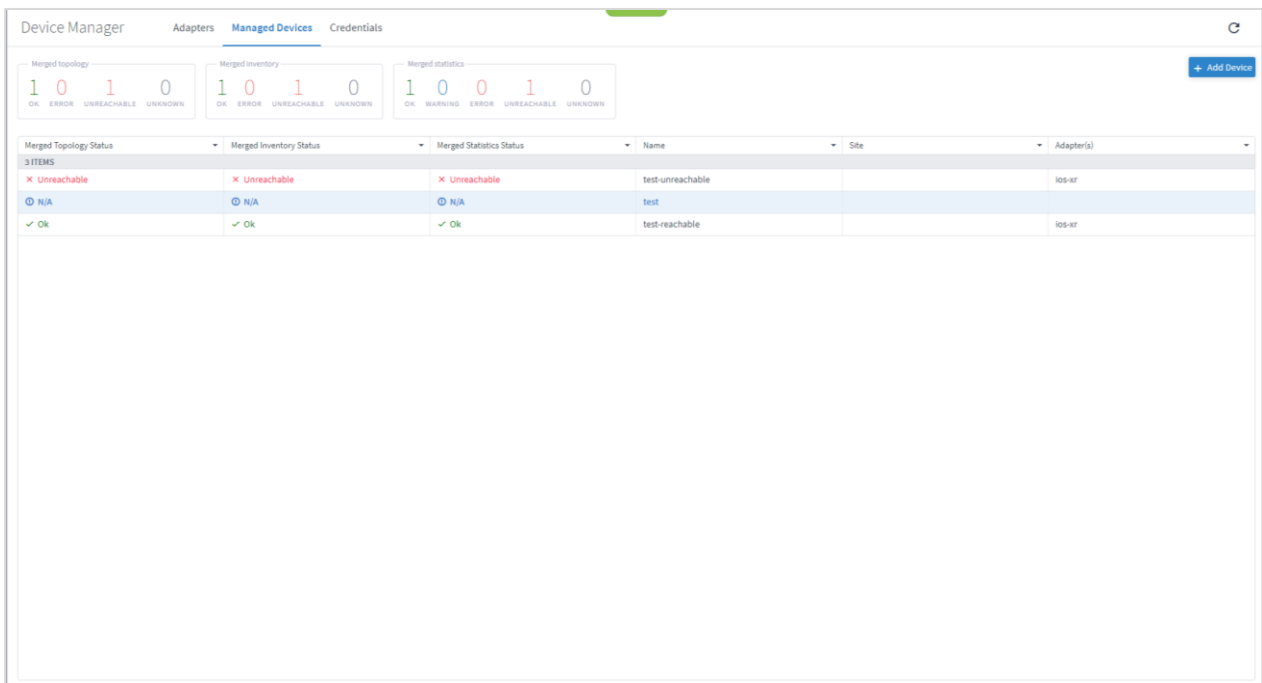 Device Manager Adapters Managed Devices Credentials
Merged topology Merged inventory Merged statistics
+ Add Device
1 0 1 0 1 0 1 0 1 0 0 1 0
OK ERROR UNREACHABLE UNKNOWN OK ERROR UNREACHABLE UNKNOWN OK WARNING ERROR UNREACHABLE UNKNOWN
Merged Topology Status Merged Inventory Status Merged Statistics Status Name Site Adapter(s)
3 ITEMS
Unreachable Unreachable Unreachable test-unreachable ios-xr
N/A N/A N/A test
Ok Ok Ok test-reachable ios-xr